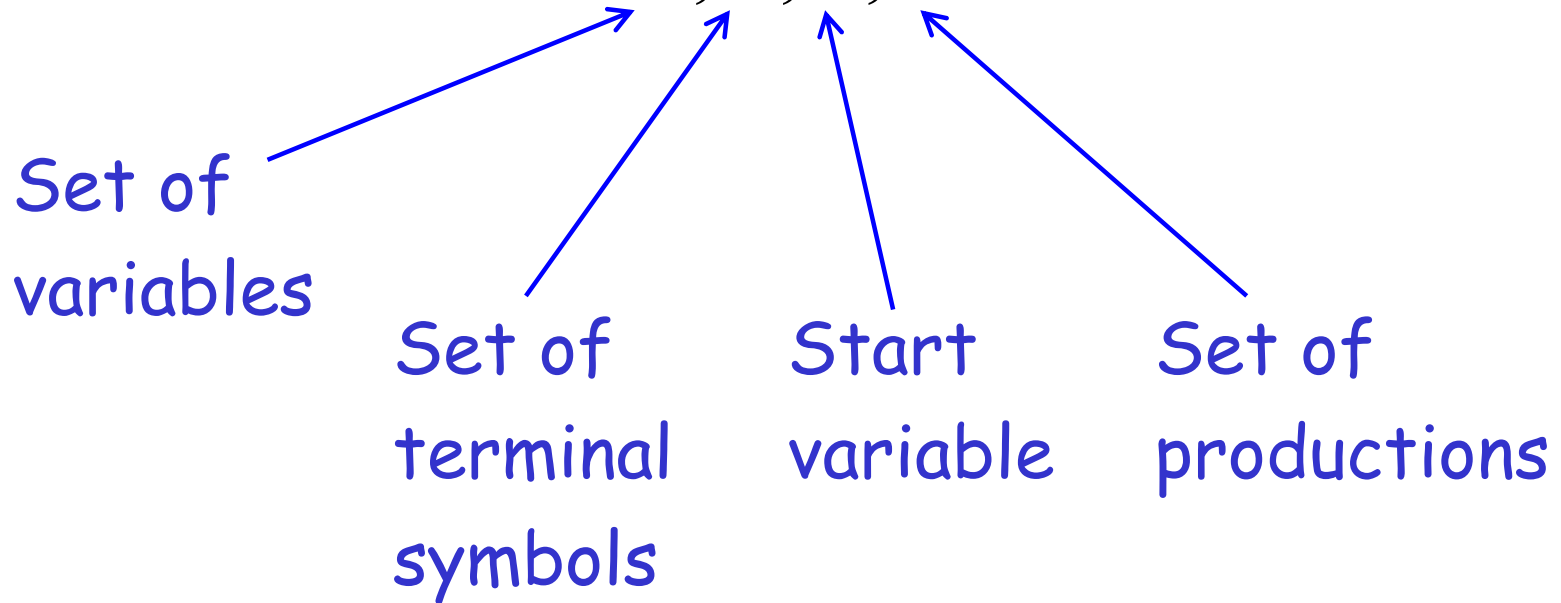 Set of
variables
Set of
terminal
symbols
Start
variable
Set of
productions